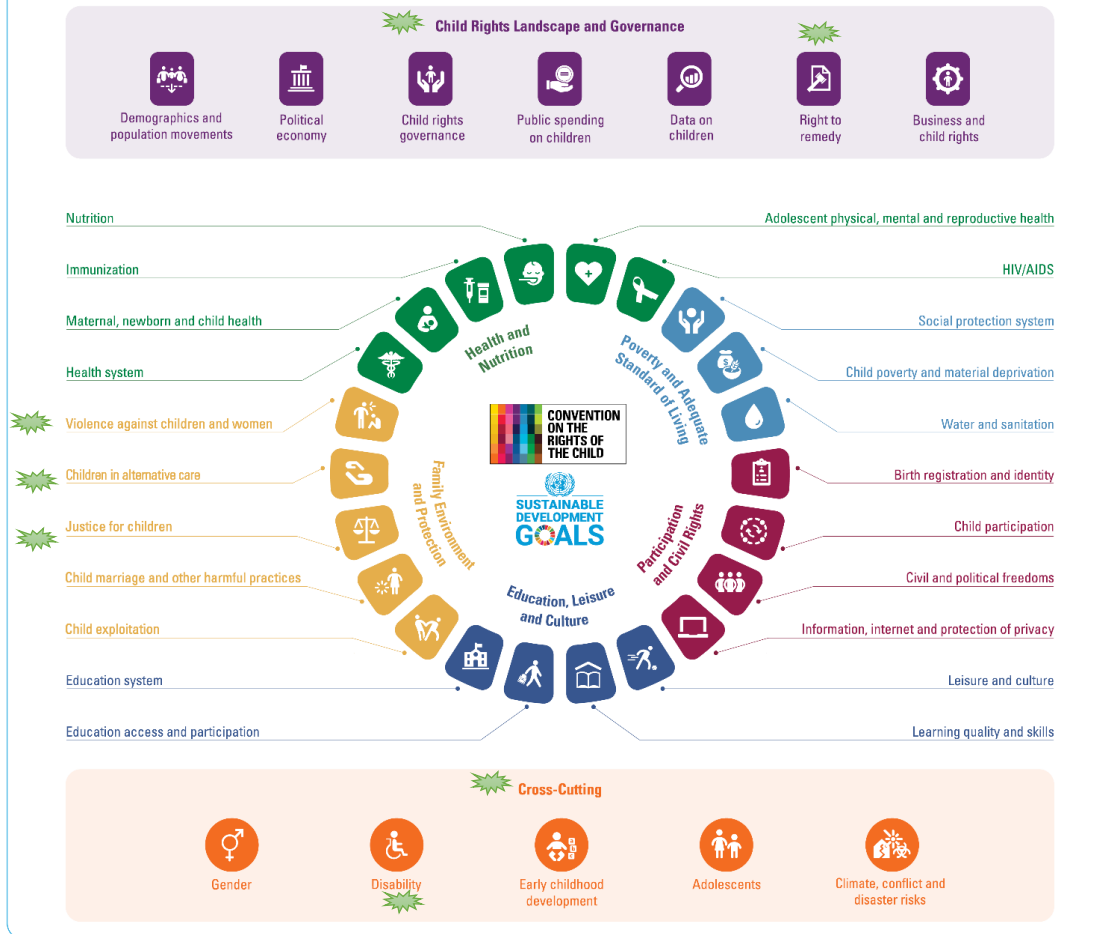 Child Rights Landscape and Governance
Demographics and
population movements
Political
economy
Child rights
governance
Public spending
on children
Data on
children
Right to
remedy
Business and
child rights
Nutrition
Adolescent physical, mental and reproductive health
Immunization
HIV/AIDS
Maternal, newborn and child health
Social protection system
Health system
Child poverty and material deprivation
Violence against children and women
Water and sanitation
Children in alternative care
Birth registration and identity
Justice for children
Child participation
Child marriage and other harmful practices
Civil and political freedoms
Child exploitation
Information, internet and protection of privacy
Education system
Leisure and culture
Education access and participation
Learning quality and skills
Health and
Nutrition
Poverty and Adequate
Standard of Living
Family Environment
and Protection
Participation
and Civil Rights
Education, Leisure
and Culture
CONVENTION
ON THE
RIGHTS OF
THE CHILD
SUSTAINABLE
DEVELOPMENT
GOALS
Cross-Cutting
Gender
Disability
Early childhood
development
Adolescents
Climate, conflict and
disaster risks